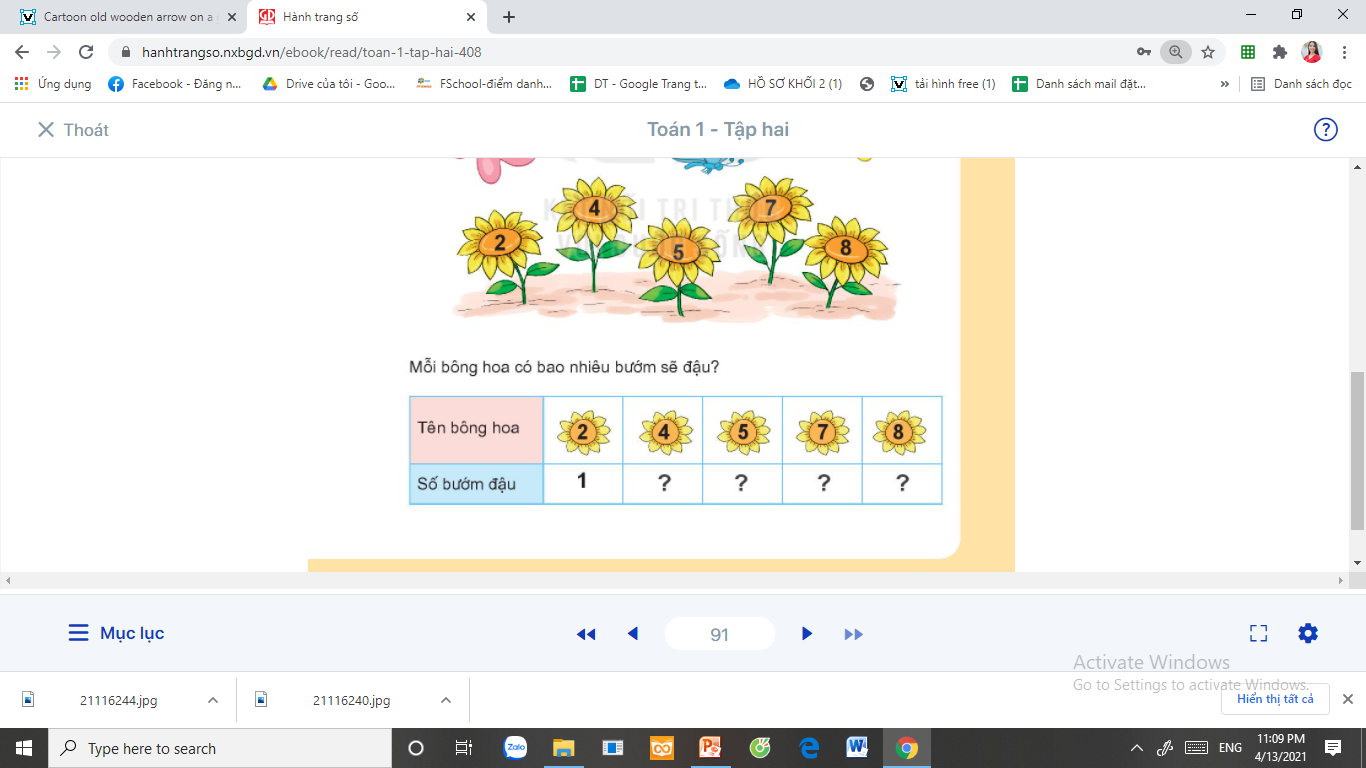 Cartoon old wooden arrow on a
Hành trang số
hanhtrangso.nxbgd.vn/ebook/read/toan-1-tap-hai-408
Ứng dụng
Facebook - Đăng n...
Drive của tôi - Goo...
FSchool-điểm danh...
DT - Google Trang t...
HỒ SƠ KHỐI 2 (1)
tải hình free (1)
Danh sách mail đặt...
»
Danh sách đọc
Thoát
Toán 1 - Tập hai
?
2
4
5
7
8
Mỗi bông hoa có bao nhiêu bướm sẽ đậu?
Tên bông hoa 2 4 5 7 8
Số bướm đậu 1 ? ? ? ?
Mục lục
91
Activate Windows
Go to Settings to activate Windows.
21116244.jpg
21116240.jpg
Hiển thị tất cả
Type here to search
Zalo
ENG
11:09 PM
4/13/2021